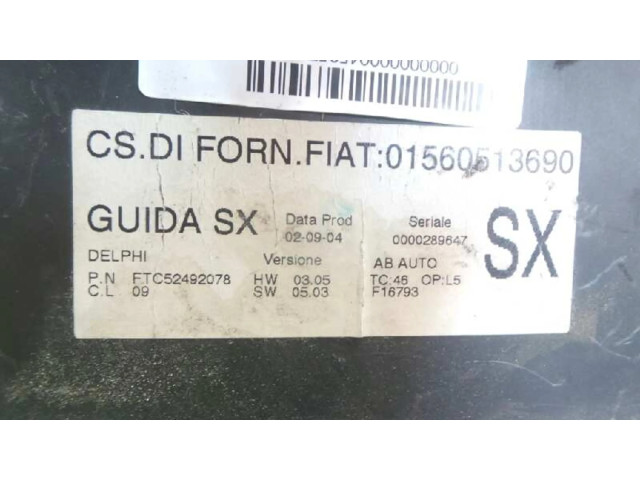 CS.DI FORN.FIAT:01560513690
GUIDA SX Data Prod Seriale SX
02-09-04 0000289647
DELPHI Versione AB AUTO
P.N FTC52492078 HW 03.05 TC:46 OP:L5
C.L 09 SW 05.03 F16793